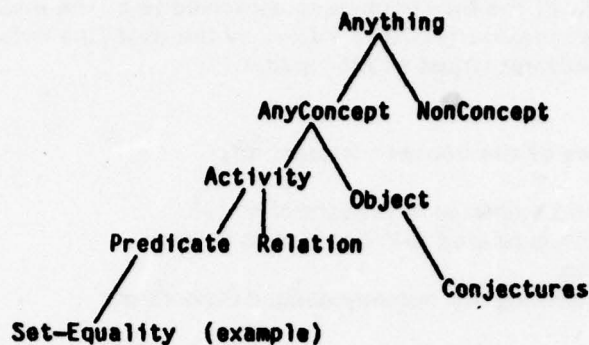 Anything
AnyConcept NonConcept
Activity
Object
Predicate Relation
Conjectures
Set-Equality (example)